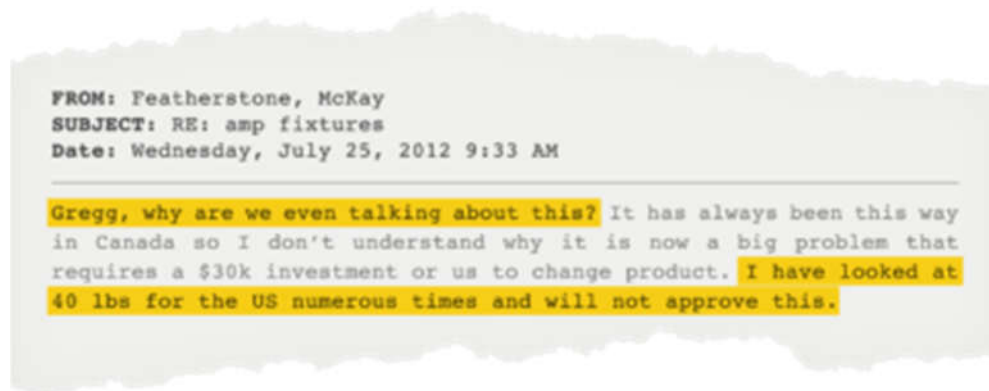 FROM: Featherstone, McKay
SUBJECT: RE: amp fixtures
Date: Wednesday, July 25, 2012 9:33 AM
Gregg, why are we even talking about this? It has always been this way
in Canada so I don't understand why it is now a big problem that
requires a $30k investment or us to change product. I have looked at
40 lbs for the US numerous times and will not approve this.